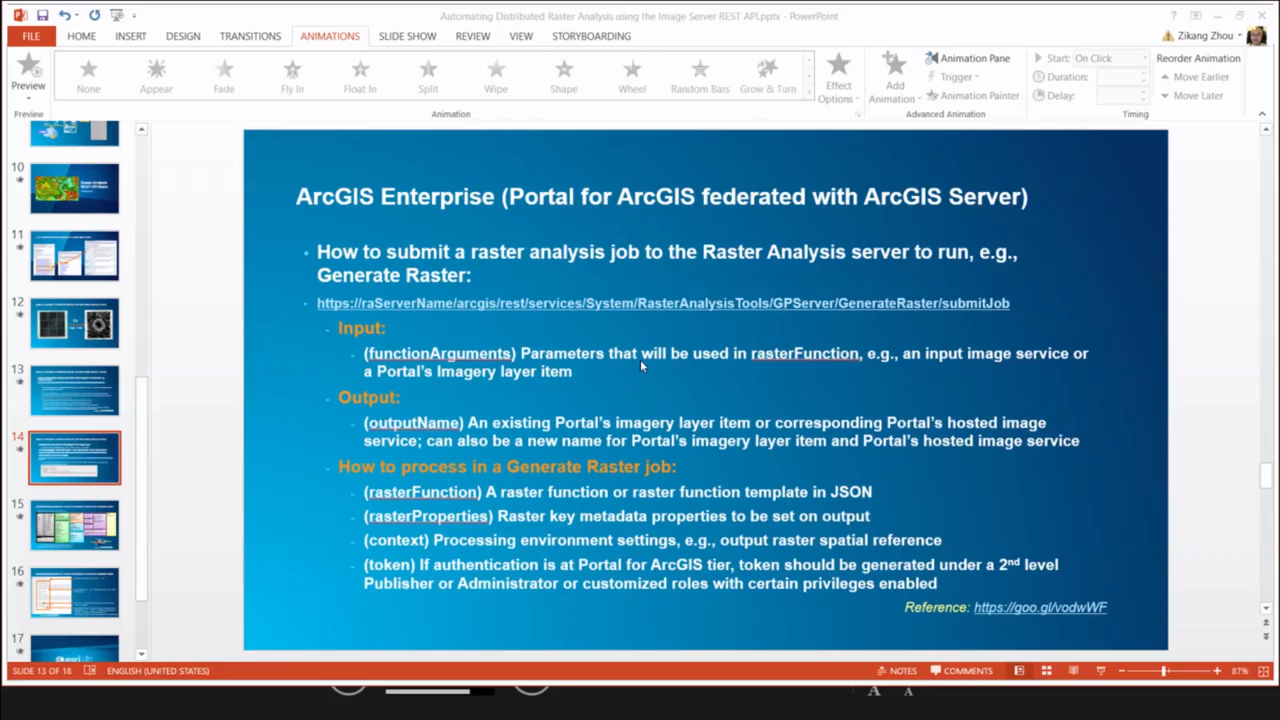 Automating Distributed Raster Analysis using the Image Server REST API.pptx - PowerPoint
FILE HOME INSERT DESIGN TRANSITIONS ANIMATIONS SLIDE SHOW REVIEW VIEW STORYBOARDING
Zikang Zhou
Preview
None Appear Fade Fly In Float In Split Wipe Shape Wheel Random Bars Grow & Turn
Effect Options
Add Animation
Animation Pane
Trigger
Animation Painter
Start: On Click
Duration:
Delay:
Reorder Animation
Move Earlier
Move Later
Preview Animation Advanced Animation Timing
10
11
12
13
14
15
16
17
esri
ArcGIS Enterprise (Portal for ArcGIS federated with ArcGIS Server)
How to submit a raster analysis job to the Raster Analysis server to run, e.g.,
Generate Raster:
https://raServerName/arcgis/rest/services/System/RasterAnalysisTools/GPServer/GenerateRaster/submitJob
Input:
(functionArguments) Parameters that will be used in rasterFunction, e.g., an input image service or
a Portal's Imagery layer item
Output:
(outputName) An existing Portal's imagery layer item or corresponding Portal's hosted image
service; can also be a new name for Portal's imagery layer item and Portal's hosted image service
How to process in a Generate Raster job:
(rasterFunction) A raster function or raster function template in JSON
(rasterProperties) Raster key metadata properties to be set on output
(context) Processing environment settings, e.g., output raster spatial reference
(token) If authentication is at Portal for ArcGIS tier, token should be generated under a 2nd level
Publisher or Administrator or customized roles with certain privileges enabled
Reference: https://goo.gl/vodwWF
SLIDE 13 OF 18 ENGLISH (UNITED STATES) NOTES COMMENTS 87%
A A